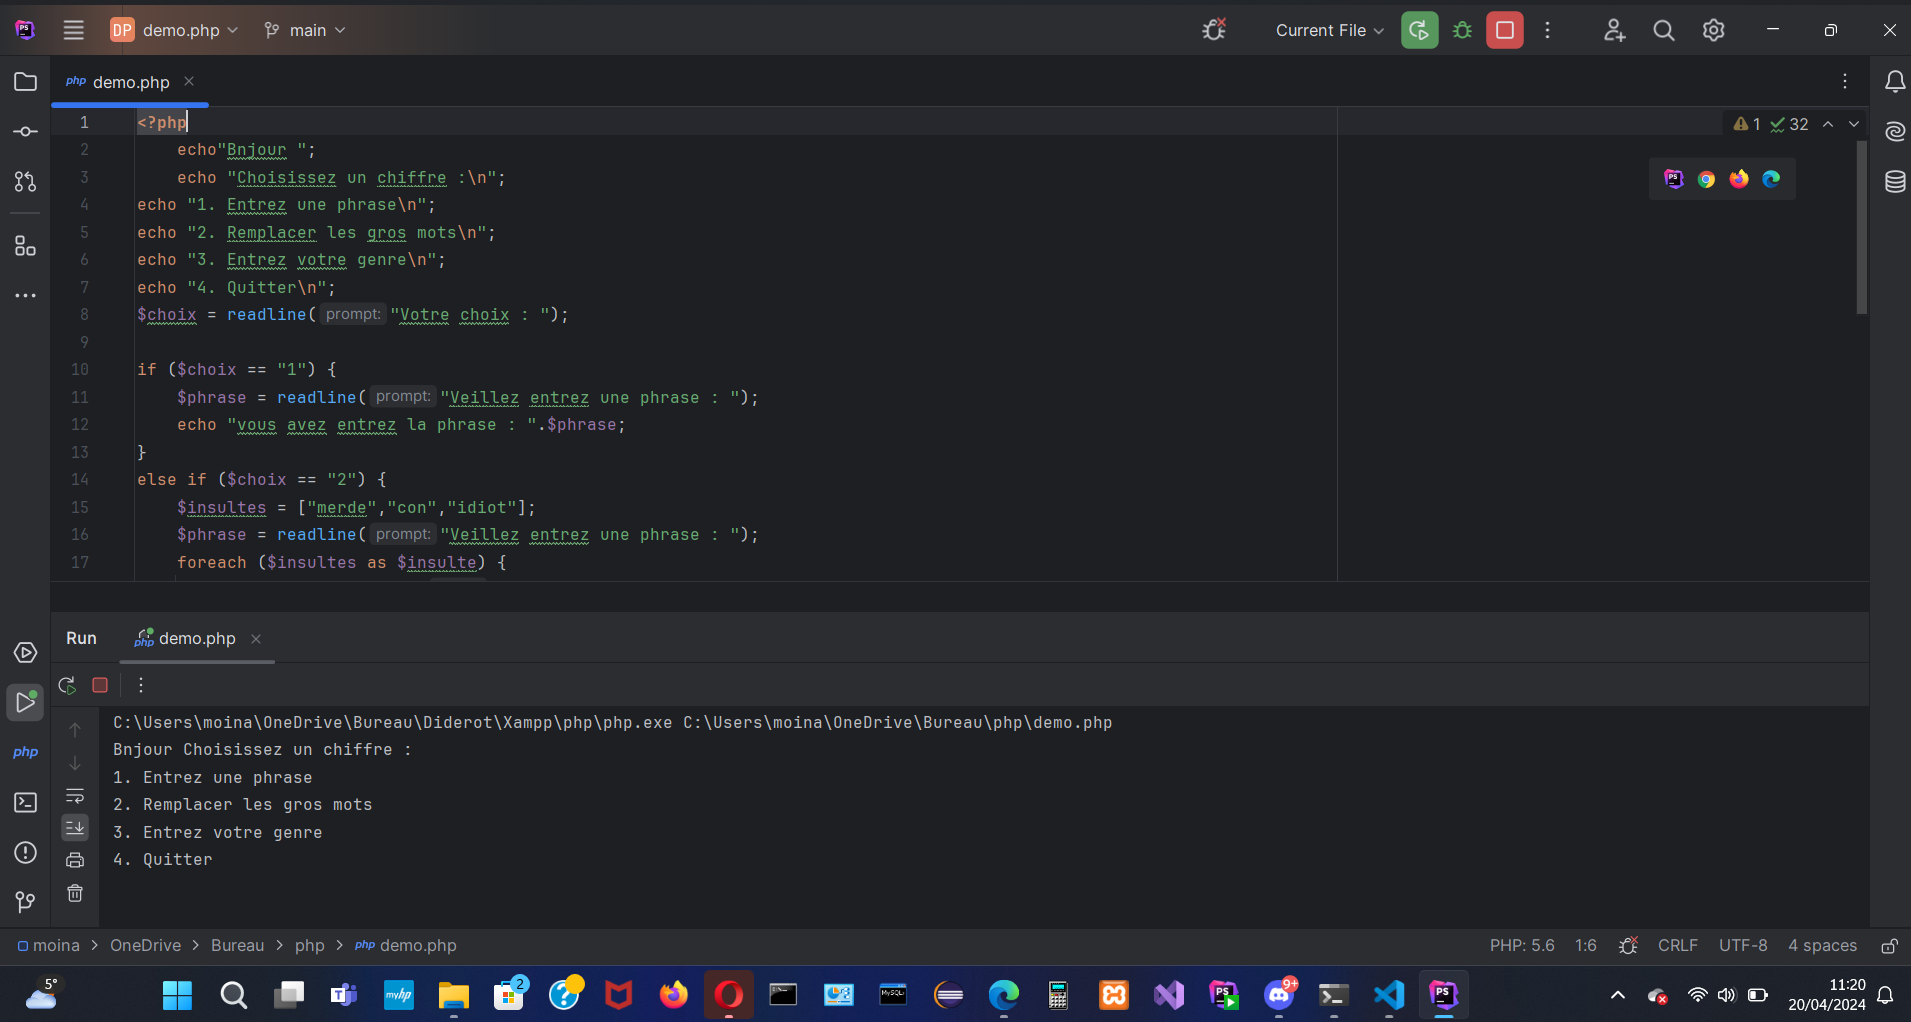 DP demo.php main Current File
php demo.php
1 <?php
1 32
2 echo"Bnjour ";
3 echo "Choisissez un chiffre :\n";
4 echo "1. Entrez une phrase\n";
5 echo "2. Remplacer les gros mots\n";
6 echo "3. Entrez votre genre\n";
7 echo "4. Quitter\n";
8 $choix = readline( prompt: "Votre choix : ");
9
10 if ($choix == "1") {
11 $phrase = readline( prompt: "Veillez entrez une phrase : ");
12 echo "vous avez entrez la phrase : ".$phrase;
13 }
14 else if ($choix == "2") {
15 $insultes = ["merde","con","idiot"];
16 $phrase = readline( prompt: "Veillez entrez une phrase : ");
17 foreach ($insultes as $insulte) {
Run php demo.php
C:\Users\moina\OneDrive\Bureau\Diderot\Xampp\php\php.exe C:\Users\moina\OneDrive\Bureau\php\demo.php
Bnjour Choisissez un chiffre :
1. Entrez une phrase
2. Remplacer les gros mots
3. Entrez votre genre
4. Quitter
php
moina > OneDrive > Bureau > php > php demo.php PHP: 5.6 1:6 CRLF UTF-8 4 spaces
5° myhp 2 MySQL 9+ PS 11:20
20/04/2024